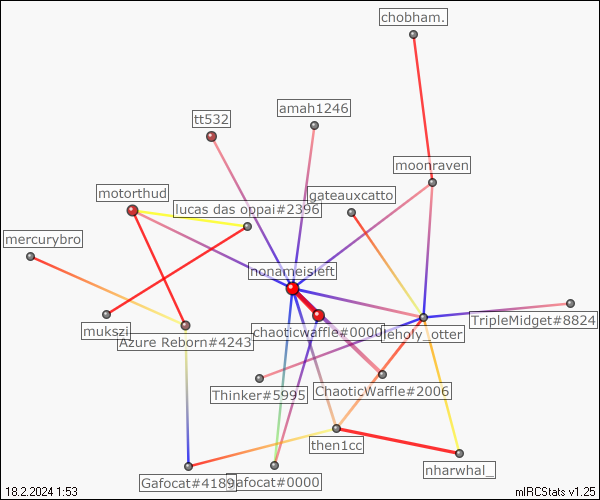 chobham.
amah1246
tt532
moonraven
motorthud
gateauxcatto
lucas das oppai#2396
mercurybro
nonameisleft
TripleMidget#8824
mukszi
chaoticwaffle#0000
leholy_otter
Azure Reborn#4243
Thinker#5995
ChaoticWaffle#2006
then1cc
nharwhal_
Gafocat#4189
Gafocat#0000
18.2.2024 1:53
mIRCStats v1.25